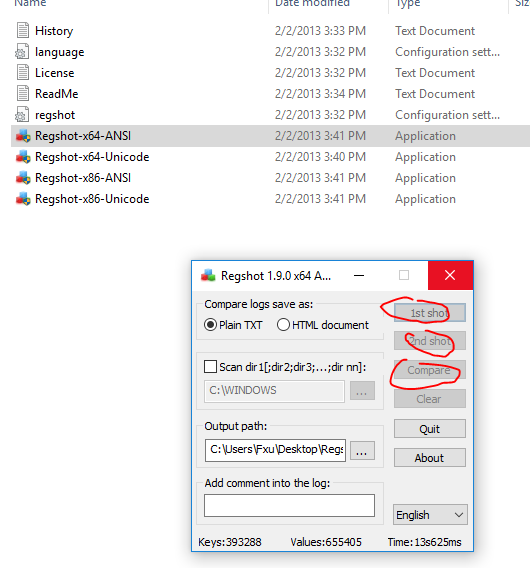 Name Date modified Type Siz
History 2/2/2013 3:33 PM Text Document
language 2/2/2013 3:32 PM Configuration sett...
License 2/2/2013 3:32 PM Text Document
ReadMe 2/2/2013 3:34 PM Text Document
regshot 2/2/2013 3:32 PM Configuration sett...
Regshot-x64-ANSI 2/2/2013 3:41 PM Application
Regshot-x64-Unicode 2/2/2013 3:40 PM Application
Regshot-x86-ANSI 2/2/2013 3:41 PM Application
Regshot-x86-Unicode 2/2/2013 3:41 PM Application
Regshot 1.9.0 x64 A...
Compare logs save as:
1st shot
Plain TXT HTML document
2nd shot
Scan dir1[;dir2;dir3;...;dir nn]:
Compare
C:\WINDOWS ...
Clear
Output path:
Quit
C:\Users\Fxu\Desktop\Regs ...
About
Add comment into the log:
English
Keys:393288 Values:655405 Time:13s625ms